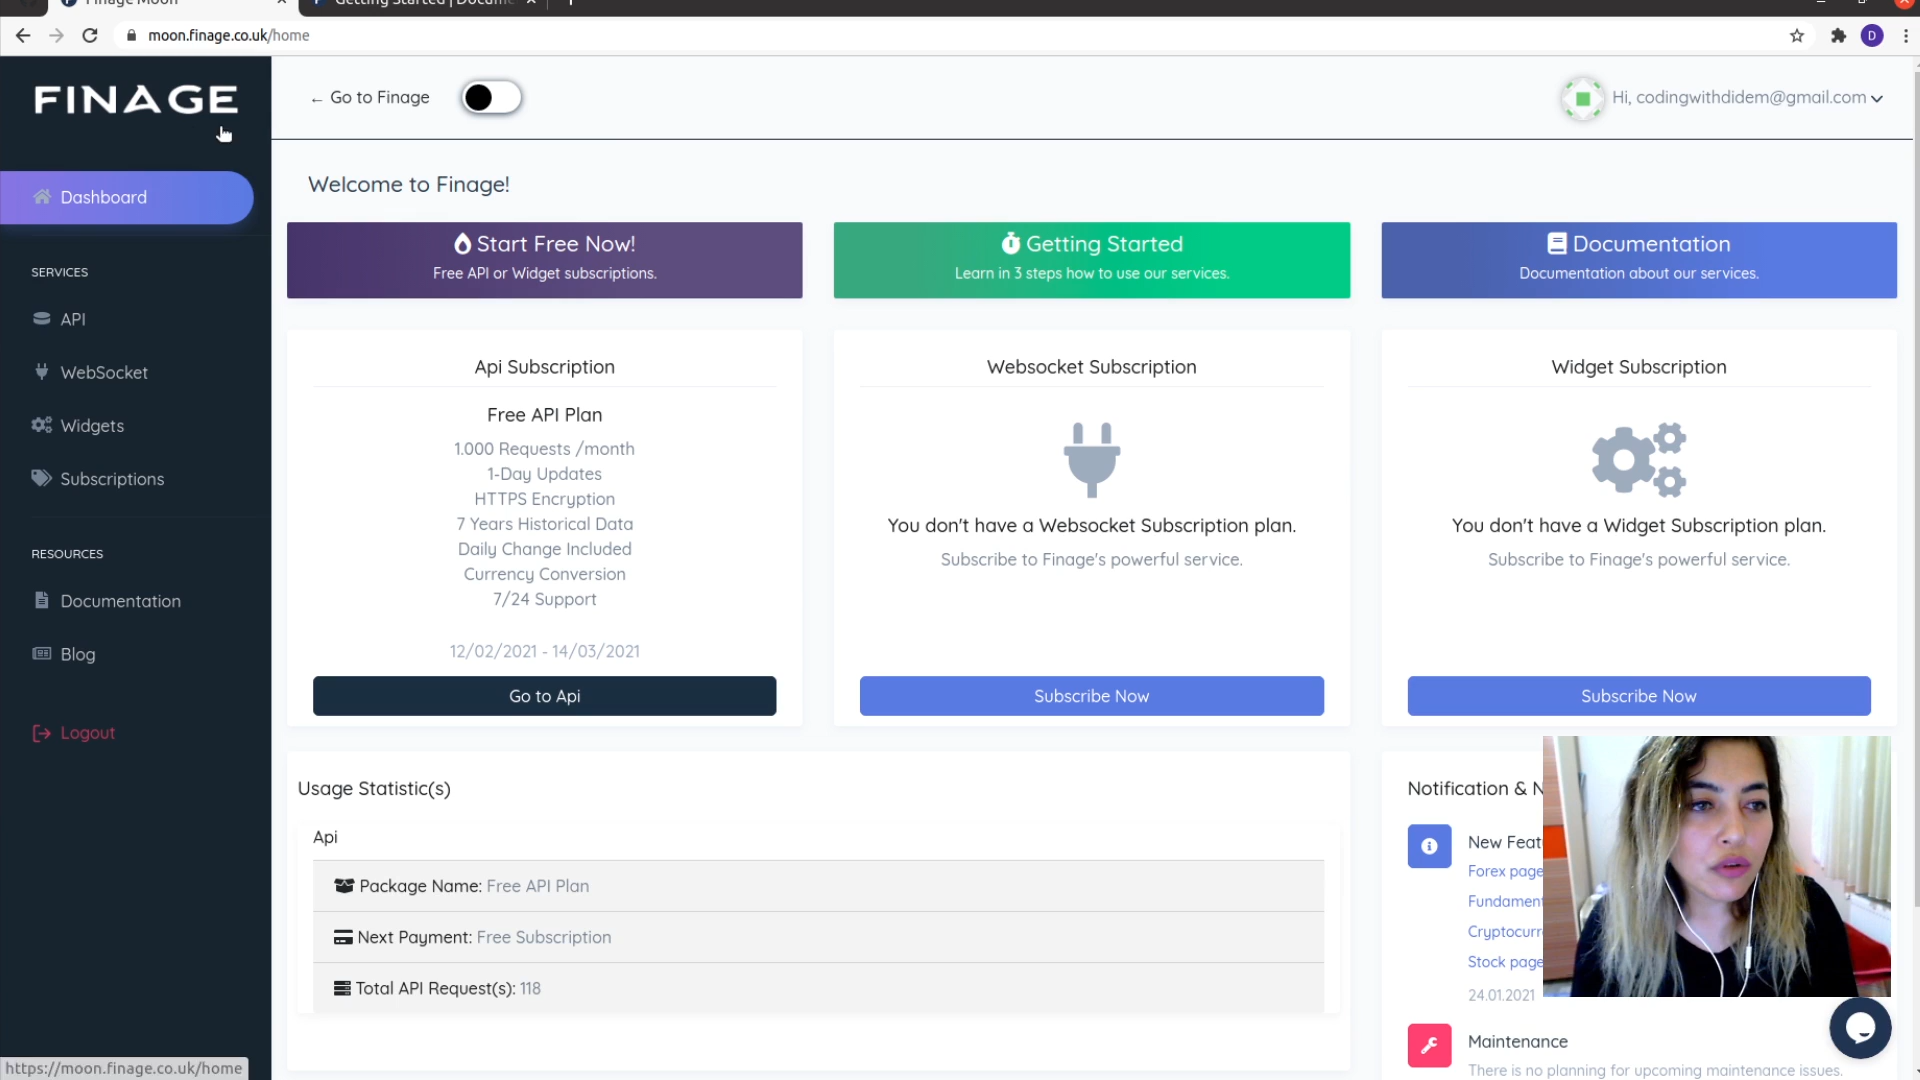 Finage Moon
Getting Started | Docume
moon.finage.co.uk/home
D
FINAGE
← Go to Finage
Hi, codingwithdidem@gmail.com
Dashboard
SERVICES
API
WebSocket
Widgets
Subscriptions
RESOURCES
Documentation
Blog
Logout
Welcome to Finage!
Start Free Now!
Free API or Widget subscriptions.
Getting Started
Learn in 3 steps how to use our services.
Documentation
Documentation about our services.
Api Subscription
Free API Plan
1.000 Requests /month
1-Day Updates
HTTPS Encryption
7 Years Historical Data
Daily Change Included
Currency Conversion
7/24 Support
12/02/2021 - 14/03/2021
Go to Api
Websocket Subscription
You don't have a Websocket Subscription plan.
Subscribe to Finage's powerful service.
Subscribe Now
Widget Subscription
You don't have a Widget Subscription plan.
Subscribe to Finage's powerful service.
Subscribe Now
Usage Statistic(s)
Api
Package Name: Free API Plan
Next Payment: Free Subscription
Total API Request(s): 118
Notification & N
New Feat
Forex page
Fundament
Cryptocurr
Stock page
24.01.2021
Maintenance
There is no planning for upcoming maintenance issues.
https://moon.finage.co.uk/home